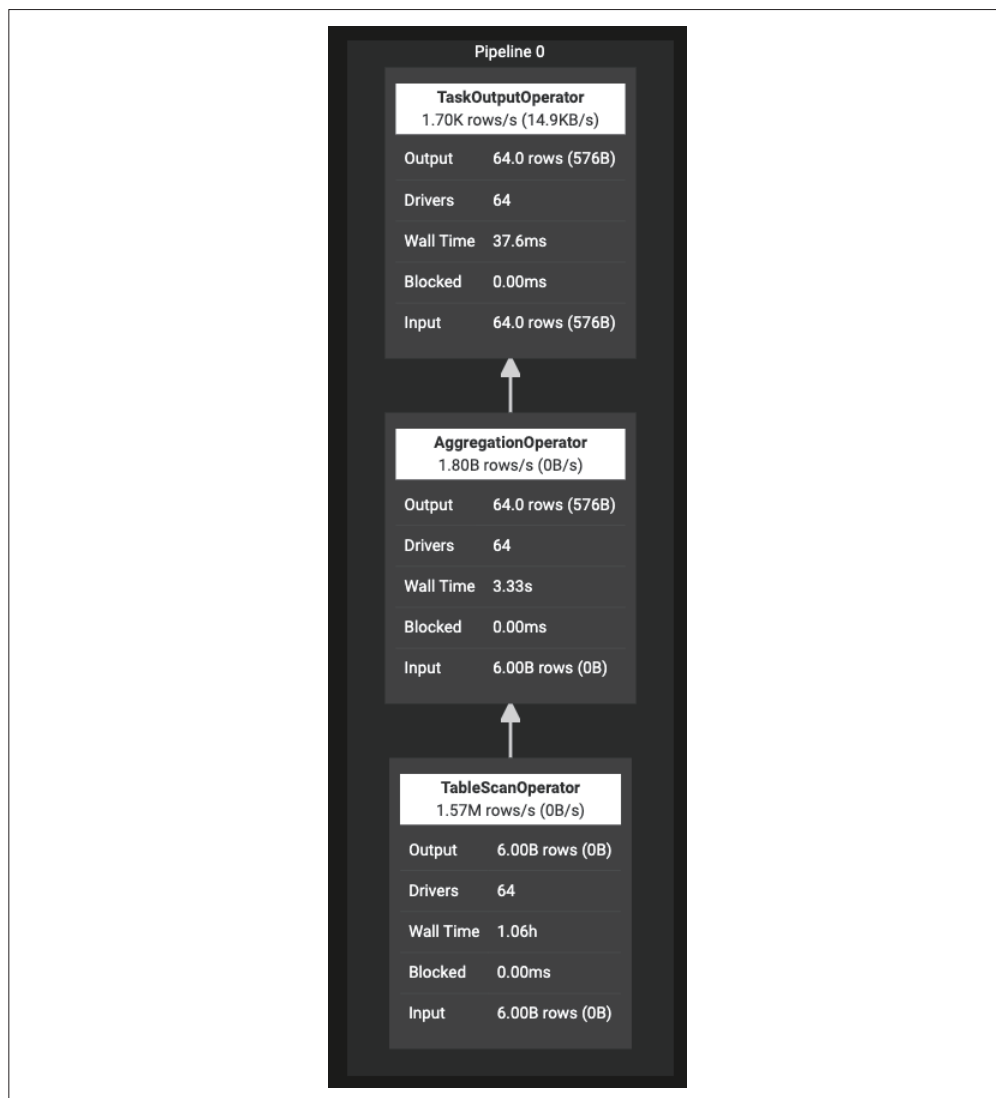 Pipeline 0
TaskOutputOperator
1.70K rows/s (14.9KB/s)
Output 64.0 rows (576B)
Drivers 64
Wall Time 37.6ms
Blocked 0.00ms
Input 64.0 rows (576B)
AggregationOperator
1.80B rows/s (0B/s)
Output 64.0 rows (576B)
Drivers 64
Wall Time 3.33s
Blocked 0.00ms
Input 6.00B rows (0B)
TableScanOperator
1.57M rows/s (0B/s)
Output 6.00B rows (0B)
Drivers 64
Wall Time 1.06h
Blocked 0.00ms
Input 6.00B rows (0B)